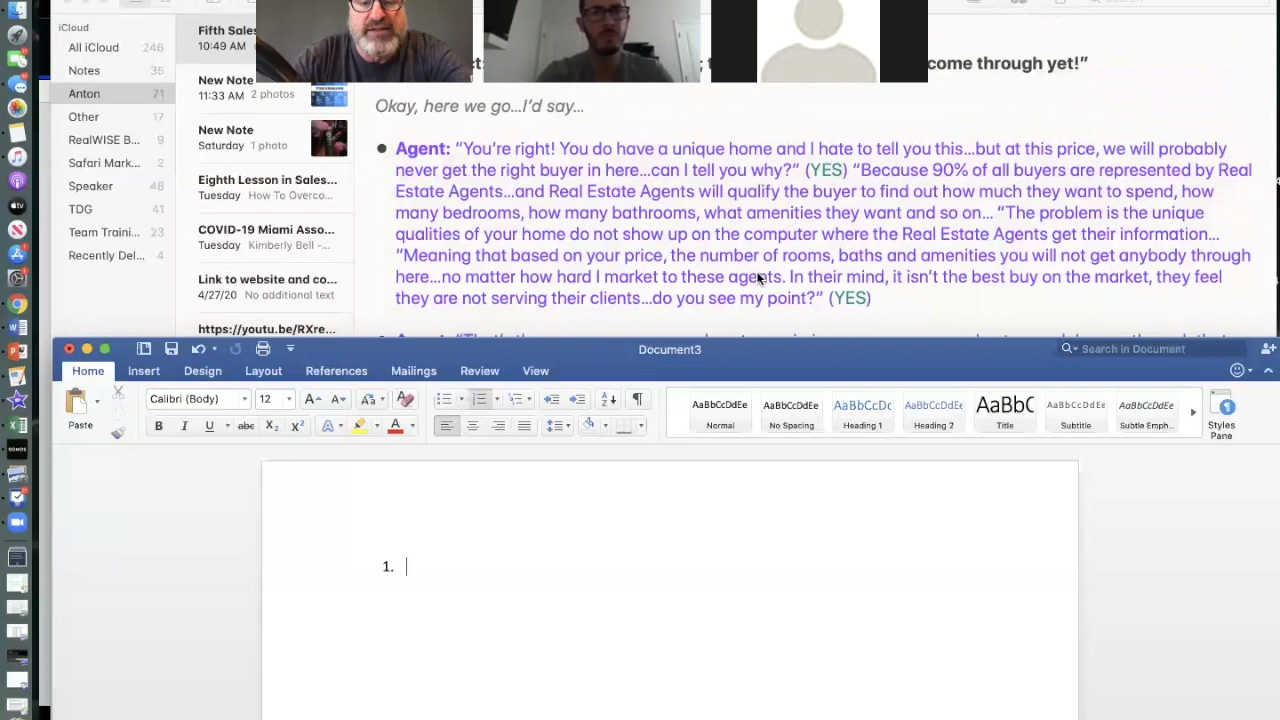 iCloud
All iCloud 246
Notes 35
Anton 71
Other 17
RealWISE B... 9
Safari Mark... 2
Speaker 48
TDG 41
Team Traini... 23
Recently Del...
Fifth Sales
10:49 AM
New Note
11:33 AM 2 photos
New Note
Saturday 1 photo
Eighth Lesson in Sales...
Tuesday How To Overco...
COVID-19 Miami Asso...
Tuesday Kimberly Bell -...
Link to website and co...
4/27/20 No additional text
https://youtu.be/RXre...
Search
come through yet!”
Okay, here we go...I’d say...
Agent: “You’re right! You do have a unique home and I hate to tell you this...but at this price, we will probably
never get the right buyer in here...can I tell you why?” (YES) “Because 90% of all buyers are represented by Real
Estate Agents...and Real Estate Agents will qualify the buyer to find out how much they want to spend, how
many bedrooms, how many bathrooms, what amenities they want and so on... “The problem is the unique
qualities of your home do not show up on the computer where the Real Estate Agents get their information...
“Meaning that based on your price, the number of rooms, baths and amenities you will not get anybody through
here...no matter how hard I market to these agents. In their mind, it isn’t the best buy on the market, they feel
they are not serving their clients...do you see my point?” (YES)
Document3
Search in Document
Home Insert Design Layout References Mailings Review View
Paste
Calibri (Body) 12
AaBbCcDdEe AaBbCcDdEe AaBbCcDc AaBbCcDdEe AaBbC AaBbCcDdEe AaBbCcDdEe
Normal No Spacing Heading 1 Heading 2 Title Subtitle Subtle Emph...
Styles
Pane
1.